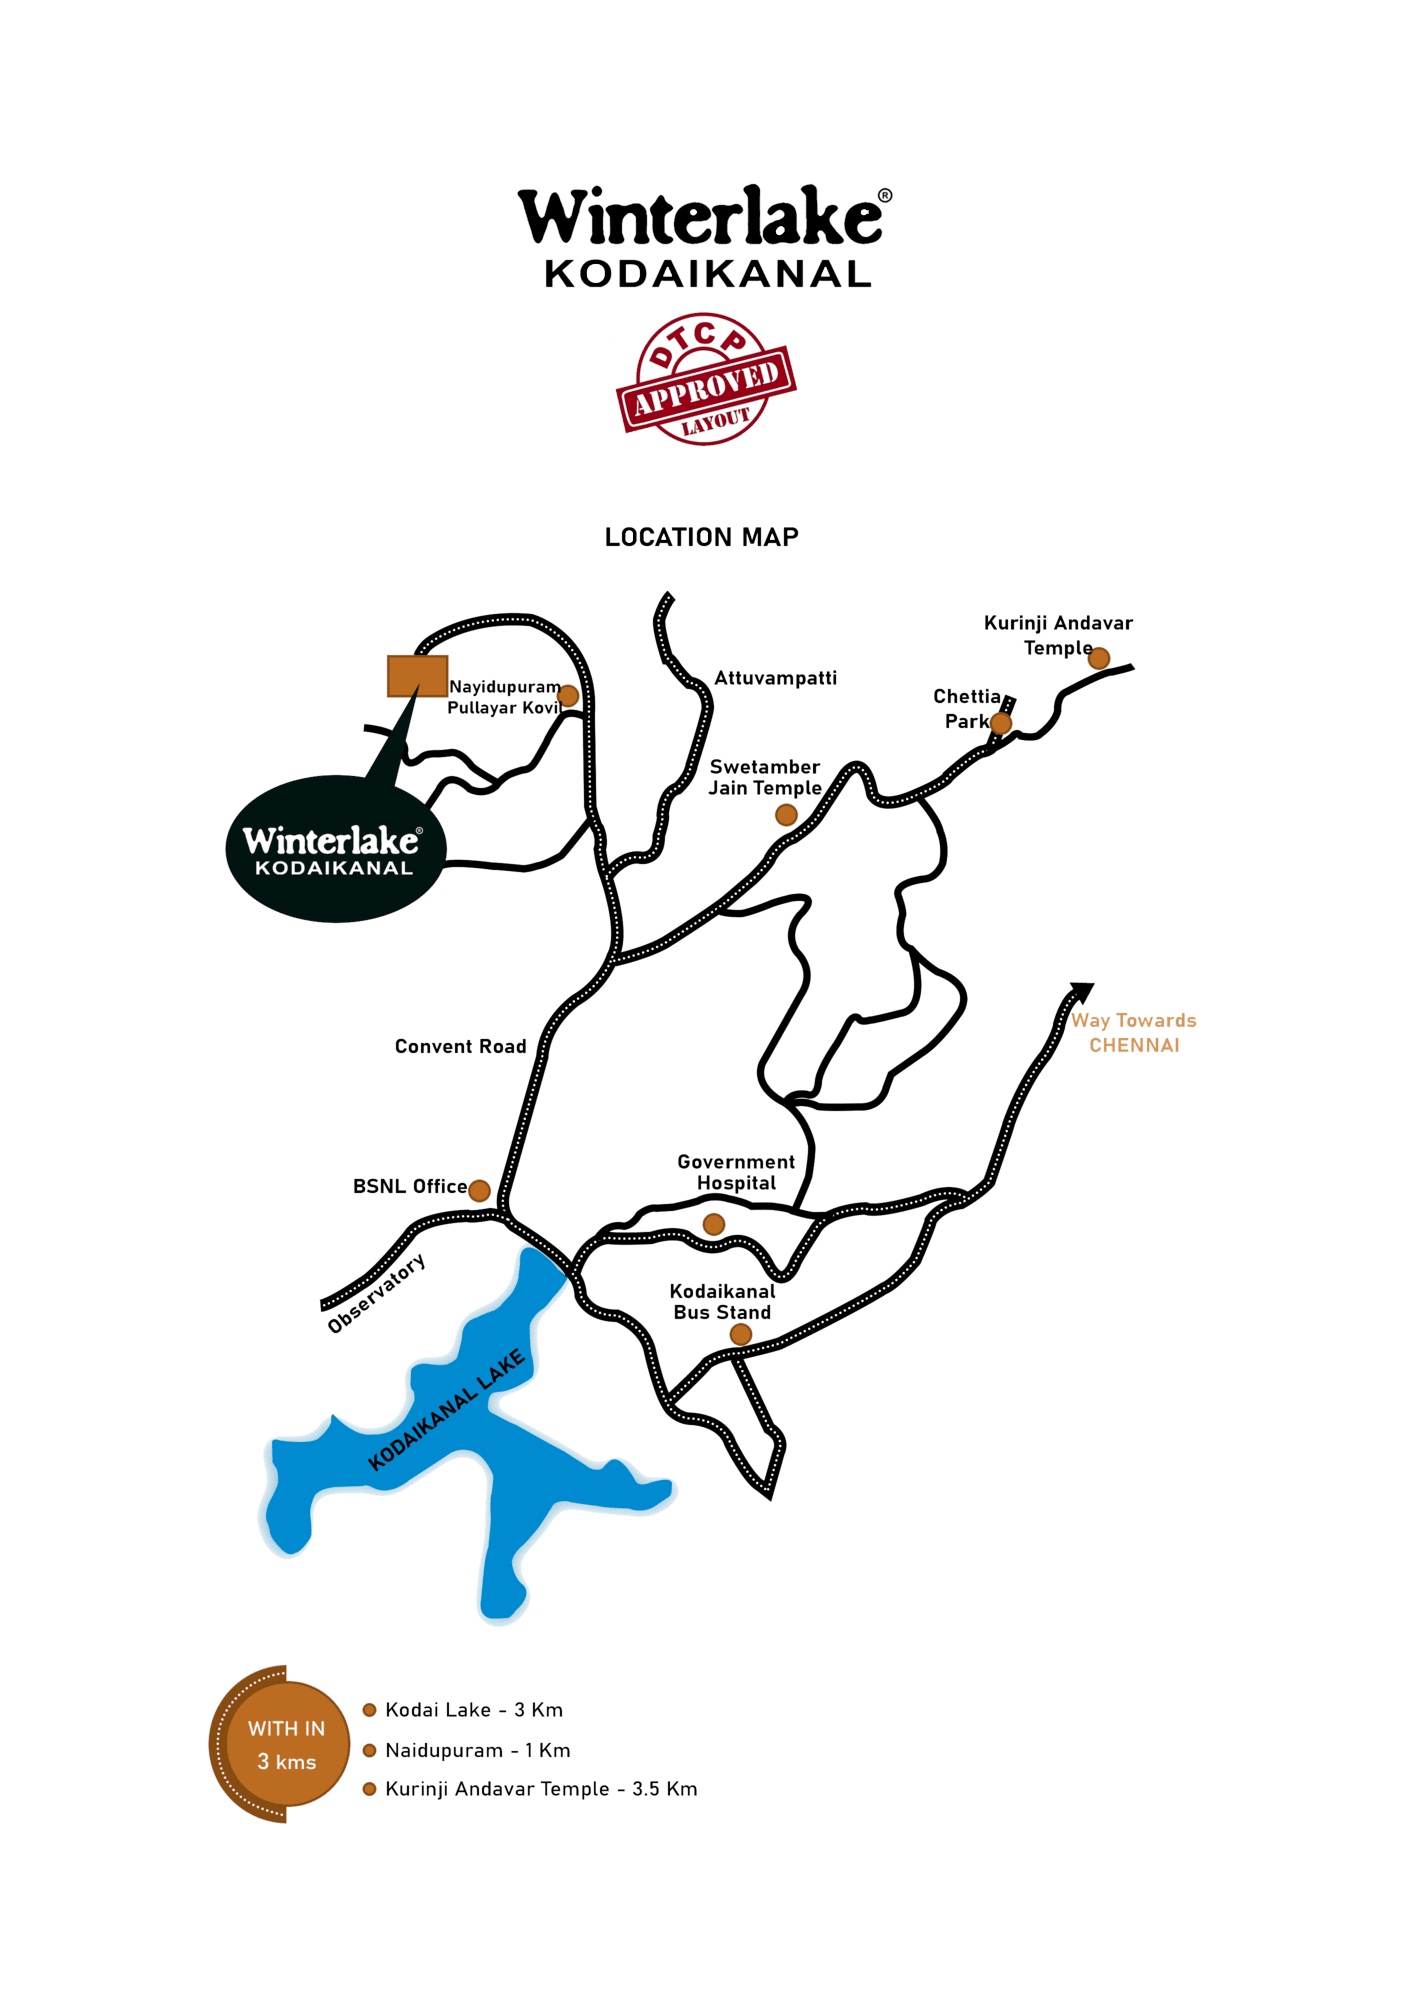 Winterlake®
KODAIKANAL
DTCP
APPROVED
LAYOUT
LOCATION MAP
Kurinji Andavar
Temple
Nayidupuram
Pullayar Kovil
Attuvampatti
Chettia
Park
Swetamber
Jain Temple
Winterlake®
KODAIKANAL
Way Towards
CHENNAI
Convent Road
Government
Hospital
BSNL Office
Observatory
Kodaikanal
Bus Stand
KODAIKANAL LAKE
WITH IN
3 kms
Kodai Lake - 3 Km
Naidupuram - 1 Km
Kurinji Andavar Temple - 3.5 Km